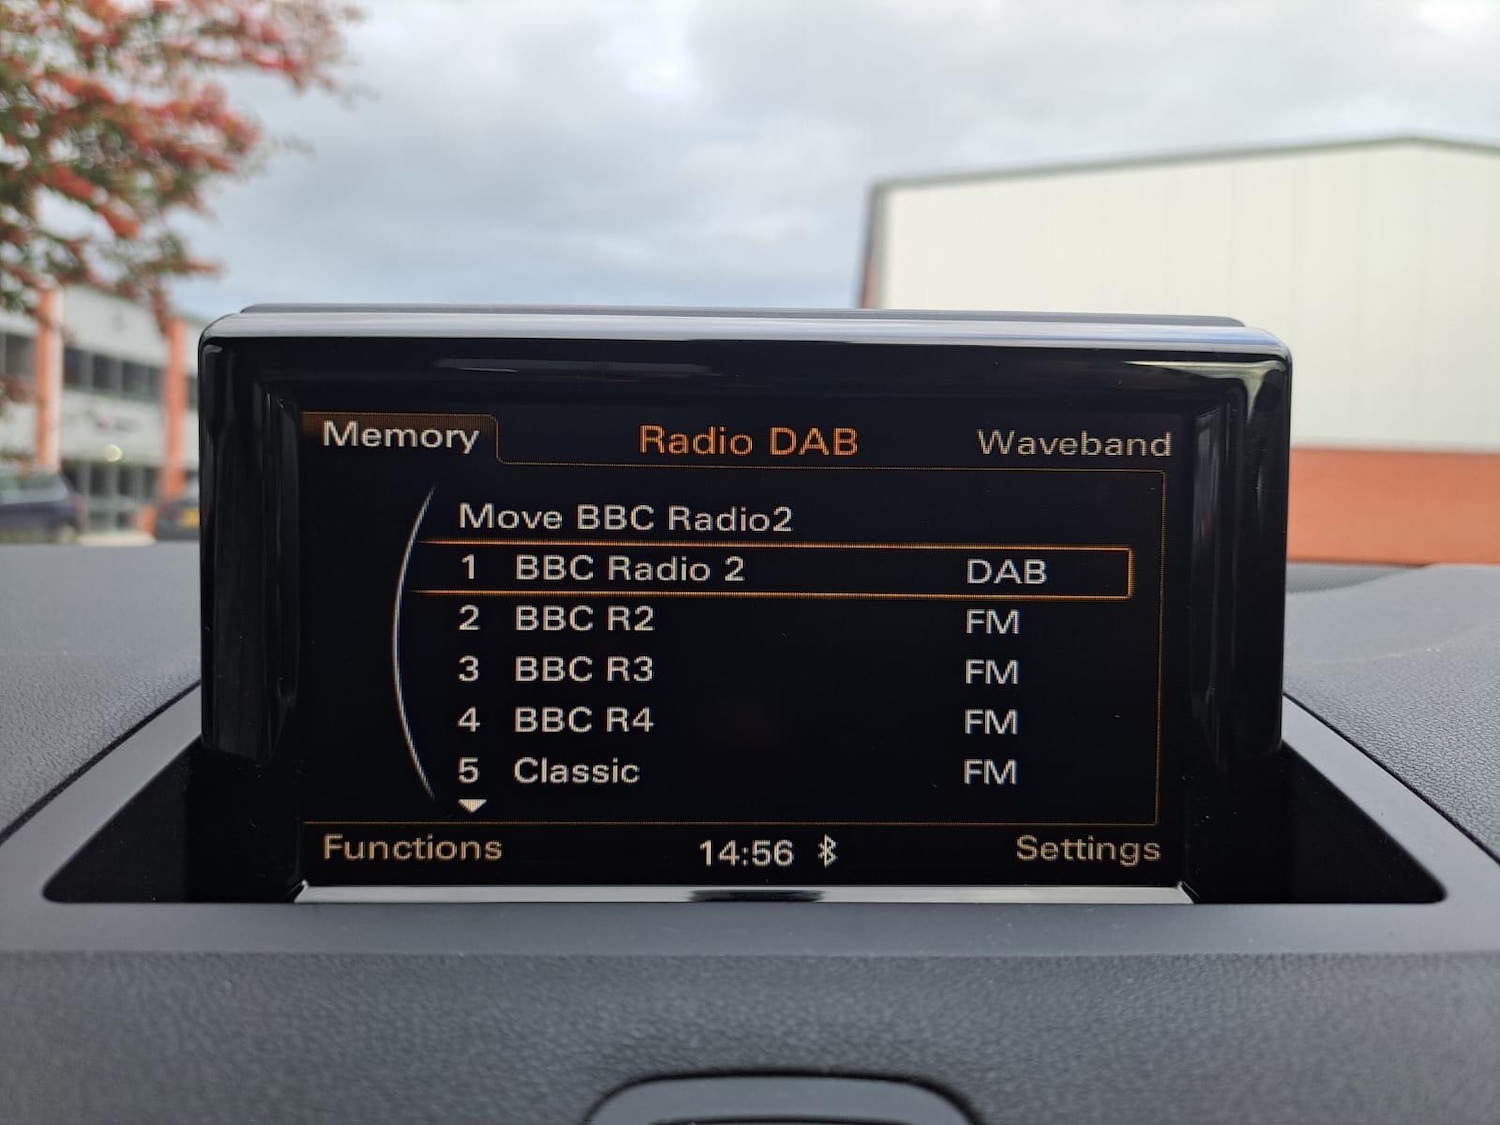 Memory Radio DAB Waveband
Move BBC Radio2
1 BBC Radio 2 DAB
2 BBC R2 FM
3 BBC R3 FM
4 BBC R4 FM
5 Classic FM
Functions 14:56 Settings